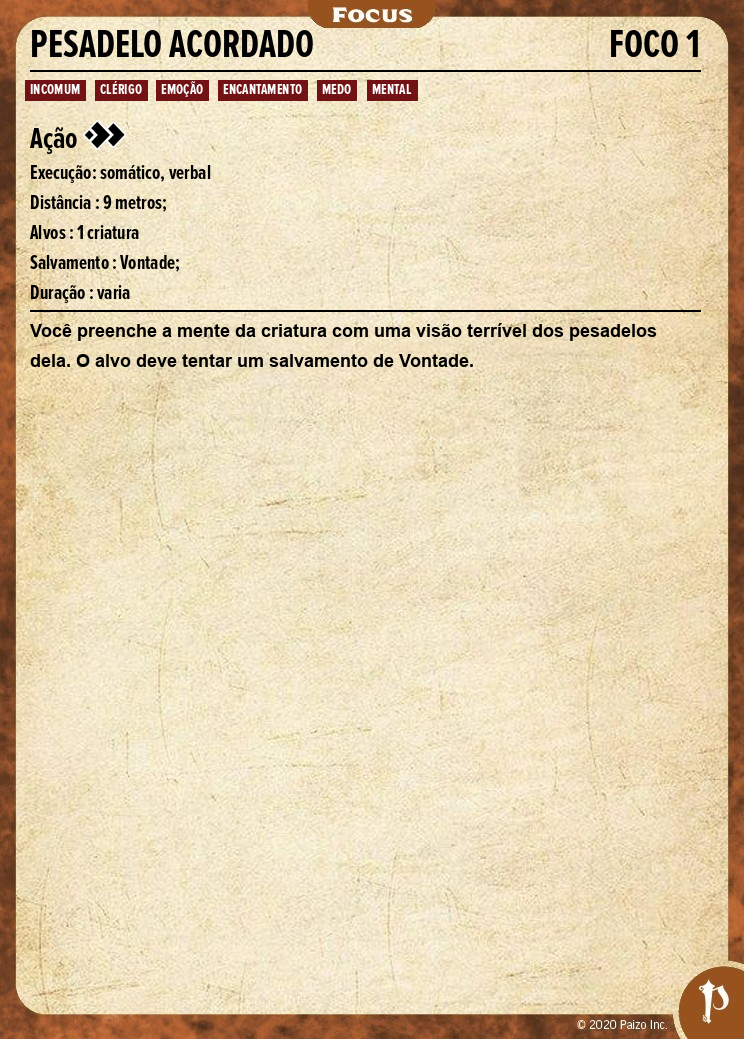 Focus
PESADELO ACORDADO FOCO 1
INCOMUM CLÉRIGO EMOÇÃO ENCANTAMENTO MEDO MENTAL
Ação
Execução: somático, verbal
Distância : 9 metros;
Alvos : 1 criatura
Salvamento : Vontade;
Duração : varia
Você preenche a mente da criatura com uma visão terrível dos pesadelos
dela. O alvo deve tentar um salvamento de Vontade.
© 2020 Paizo Inc.
P